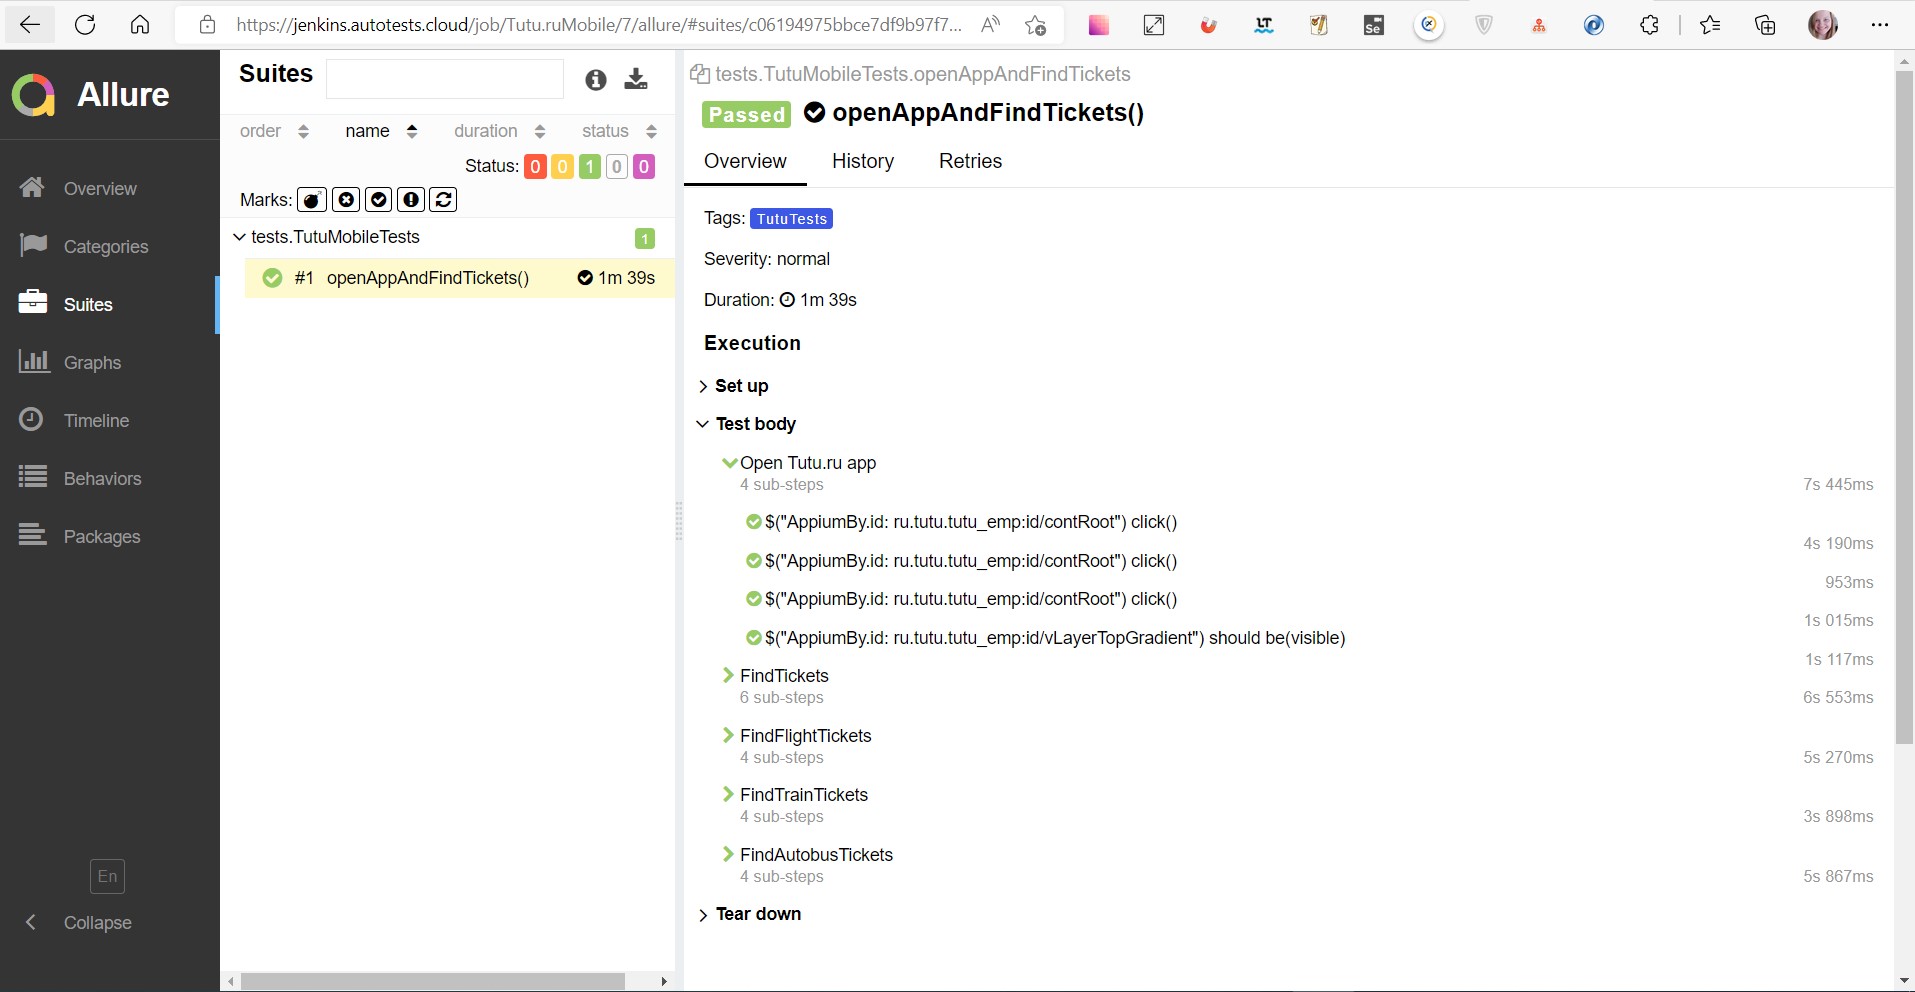 https://jenkins.autotests.cloud/job/Tutu.ruMobile/7/allure/#suites/c06194975bbce7df9b97f7...
Allure
Overview
Categories
Suites
Graphs
Timeline
Behaviors
Packages
En
Collapse
Suites
order name duration status
Status: 0 0 1 0 0
Marks:
tests.TutuMobileTests 1
#1 openAppAndFindTickets() 1m 39s
tests.TutuMobileTests.openAppAndFindTickets
Passed openAppAndFindTickets()
Overview History Retries
Tags: TutuTests
Severity: normal
Duration: 1m 39s
Execution
Set up
Test body
Open Tutu.ru app
4 sub-steps 7s 445ms
$("AppiumBy.id: ru.tutu.tutu_emp:id/contRoot") click()
4s 190ms
$("AppiumBy.id: ru.tutu.tutu_emp:id/contRoot") click()
953ms
$("AppiumBy.id: ru.tutu.tutu_emp:id/contRoot") click()
1s 015ms
$("AppiumBy.id: ru.tutu.tutu_emp:id/vLayerTopGradient") should be(visible)
1s 117ms
FindTickets
6 sub-steps 6s 553ms
FindFlightTickets
4 sub-steps 5s 270ms
FindTrainTickets
4 sub-steps 3s 898ms
FindAutobusTickets
4 sub-steps 5s 867ms
Tear down